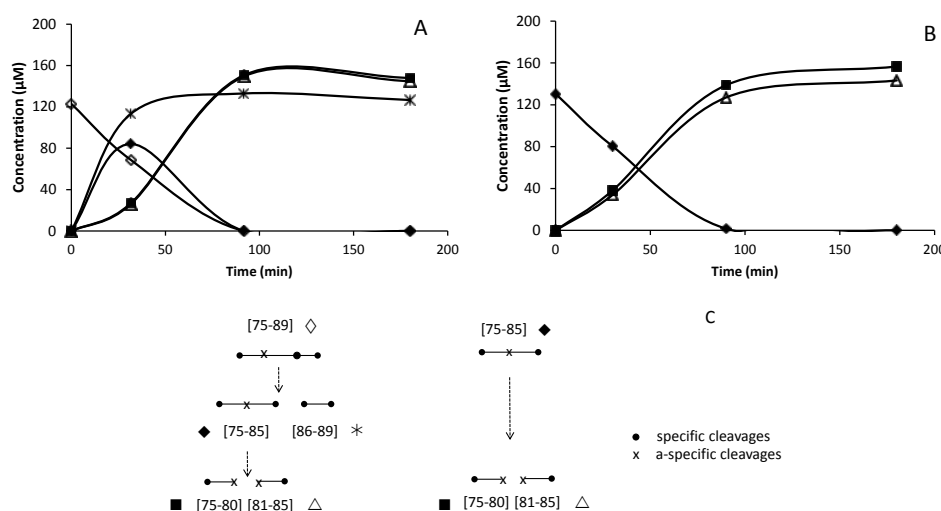 A
200
160
120
80
40
0
Concentration (µM)
0 50 100 150 200
Time (min)
B
200
160
120
80
40
0
Concentration (µM)
0 50 100 150 200
Time (min)
C
[75-89]
x
[75-85] [86-89]
x
x x
[75-80] [81-85]
[75-85]
x
x x
[75-80] [81-85]
specific cleavages
x a-specific cleavages